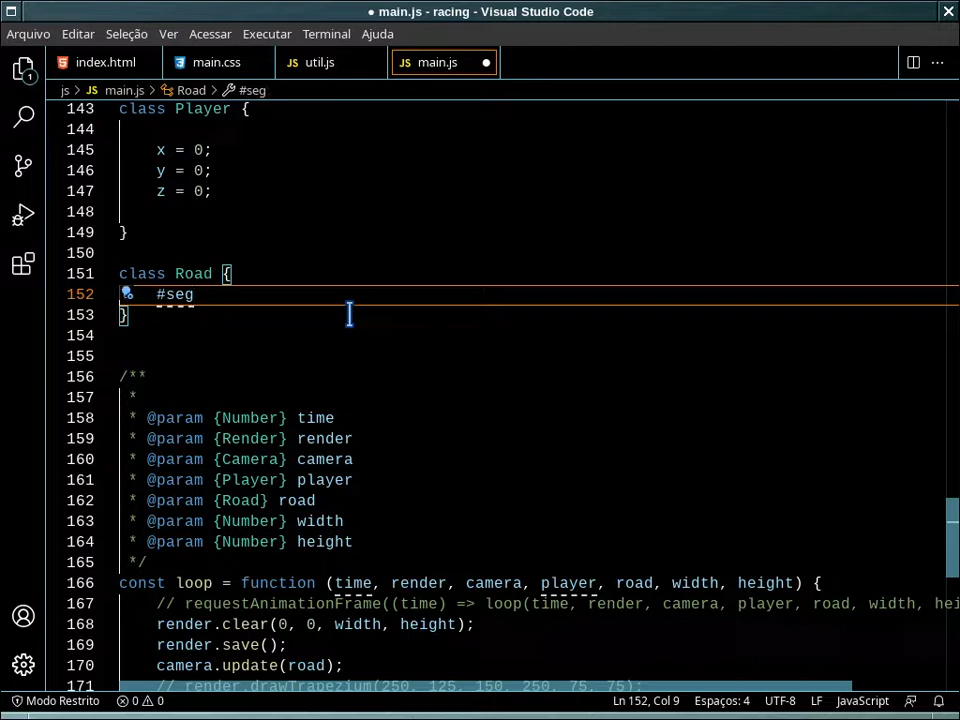 ● main.js - racing - Visual Studio Code
Arquivo Editar Seleção Ver Acessar Executar Terminal Ajuda
index.html main.css JS util.js JS main.js ●
js > JS main.js > Road > #seg
143 class Player {
144
145 x = 0;
146 y = 0;
147 z = 0;
148
149 }
150
151 class Road {
152 #seg
153 }
154
155
156 /**
157 *
158 * @param {Number} time
159 * @param {Render} render
160 * @param {Camera} camera
161 * @param {Player} player
162 * @param {Road} road
163 * @param {Number} width
164 * @param {Number} height
165 */
166 const loop = function (time, render, camera, player, road, width, height) {
167 // requestAnimationFrame((time) => loop(time, render, camera, player, road, width, hei
168 render.clear(0, 0, width, height);
169 render.save();
170 camera.update(road);
171 // render.drawTrapezium(250, 125, 150, 250, 75, 75);
Modo Restrito 0 0 Ln 152, Col 9 Espaços: 4 UTF-8 LF JavaScript